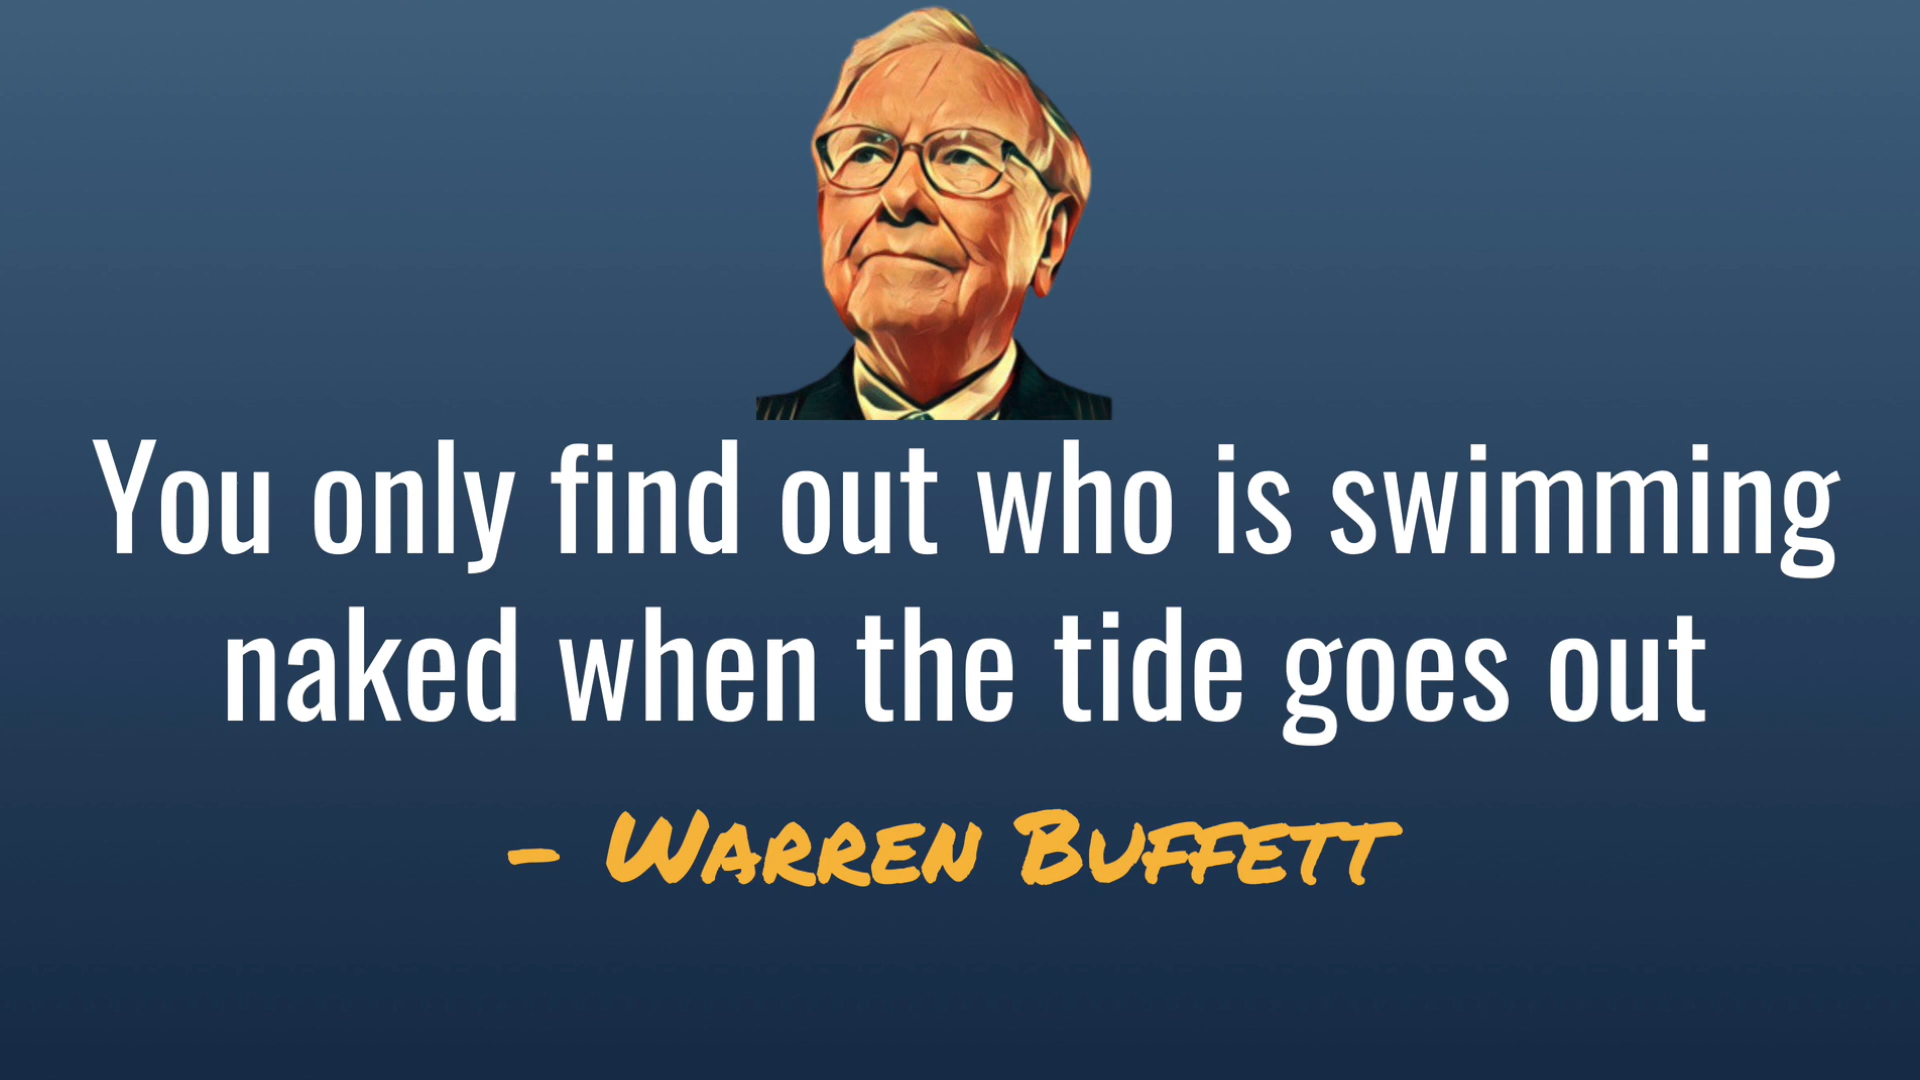 You only find out who is swimming
naked when the tide goes out
- WARREN BUFFETT